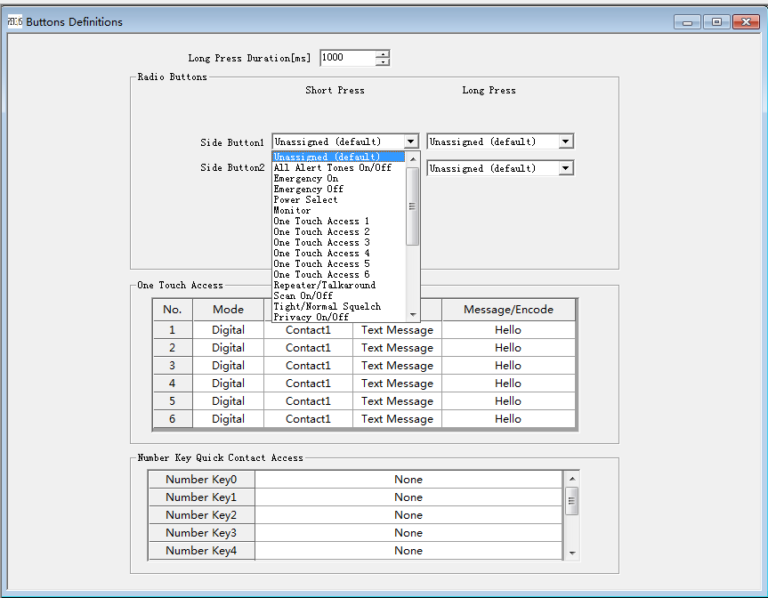 Buttons Definitions
Long Press Duration[ms] 1000
Radio Buttons
Short Press Long Press
Side Button1 Unassigned (default) Unassigned (default)
Unassigned (default)
Side Button2 All Alert Tones On/Off Unassigned (default)
Emergency On
Emergency Off
Power Select
Monitor
One Touch Access 1
One Touch Access 2
One Touch Access 3
One Touch Access 4
One Touch Access 5
One Touch Access 6
Repeater/Talkaround
Scan On/Off
Tight/Normal Squelch
Privacy On/Off
One Touch Access
No. Mode Message/Encode
1 Digital Contact1 Text Message Hello
2 Digital Contact1 Text Message Hello
3 Digital Contact1 Text Message Hello
4 Digital Contact1 Text Message Hello
5 Digital Contact1 Text Message Hello
6 Digital Contact1 Text Message Hello
Number Key Quick Contact Access
Number Key0 None
Number Key1 None
Number Key2 None
Number Key3 None
Number Key4 None